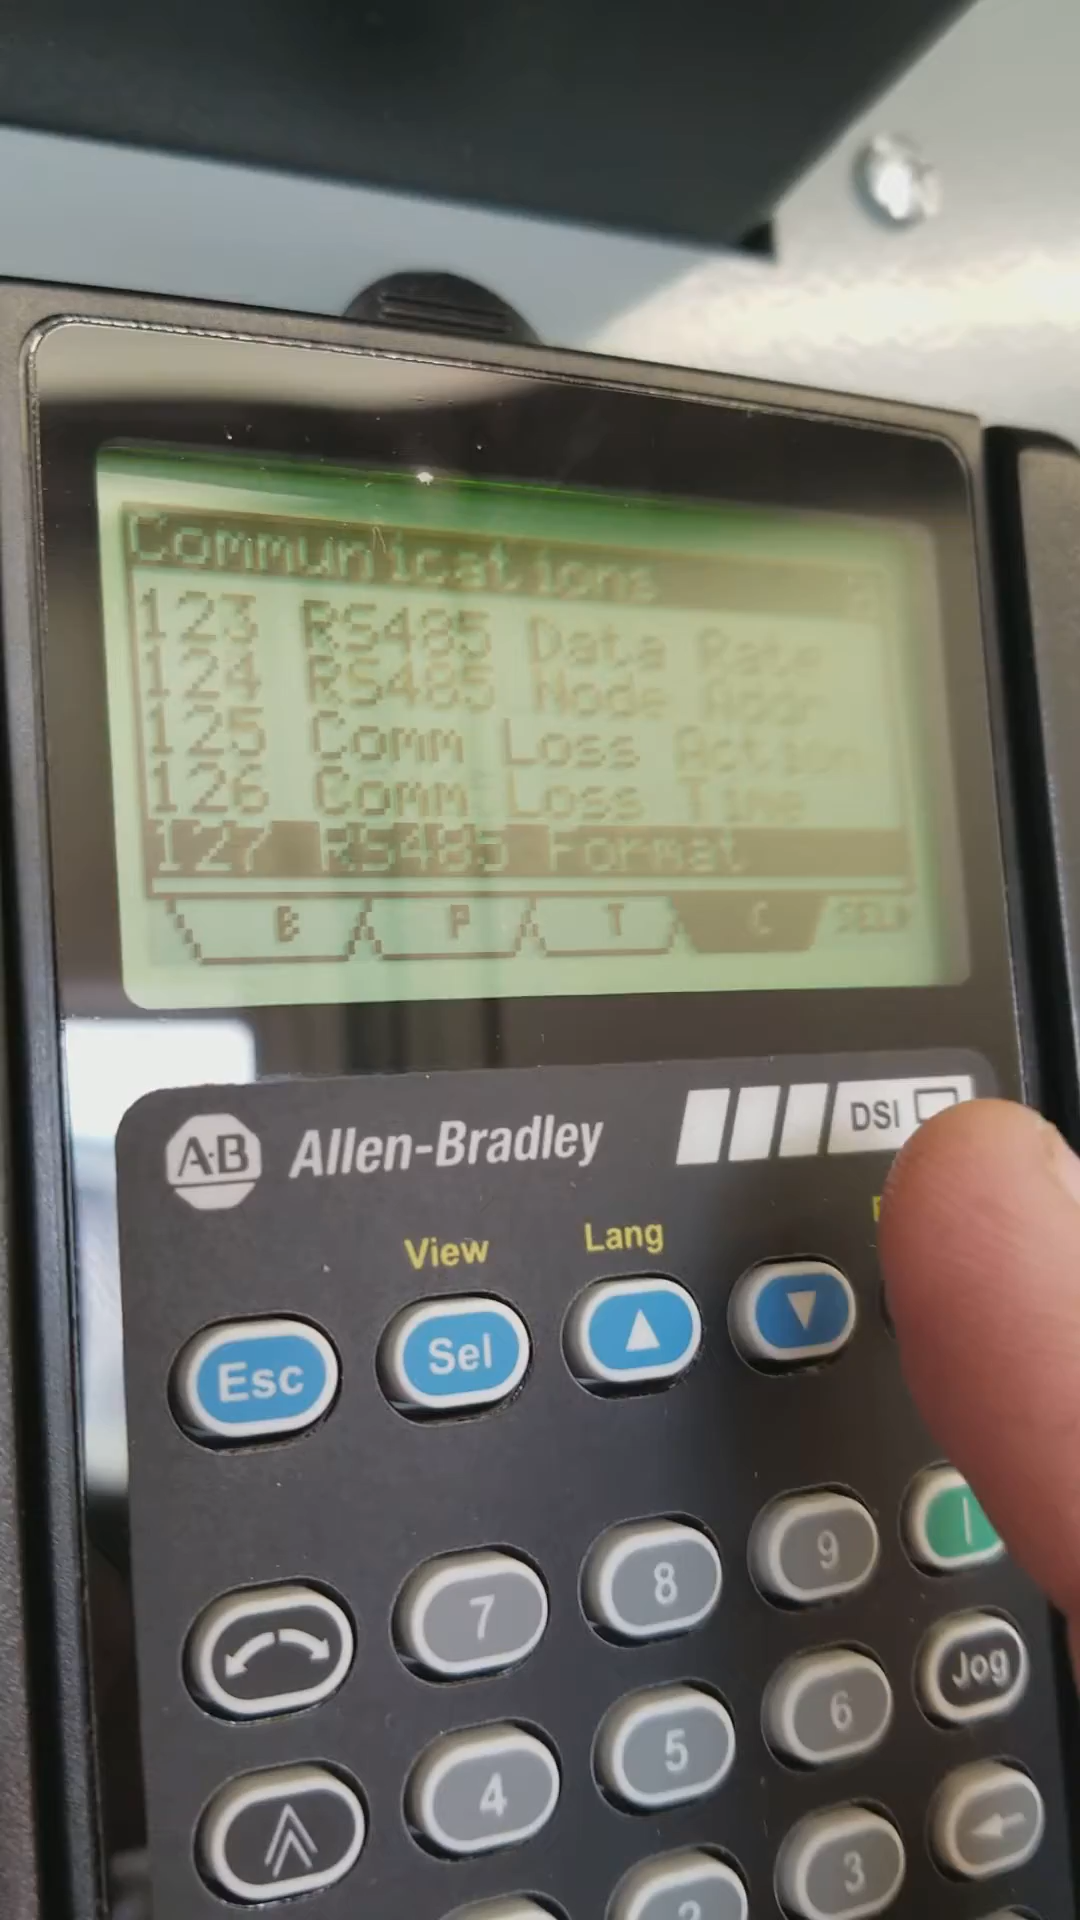 Communications
123 RS485 Data Rate
124 RS485 Node Addr
125 Comm Loss Action
126 Comm Loss Time
127 RS485 Format
B P T C SEL
A·B Allen-Bradley DSI
View Lang
Esc Sel
7 8 9
Jog
4 5 6
2 3